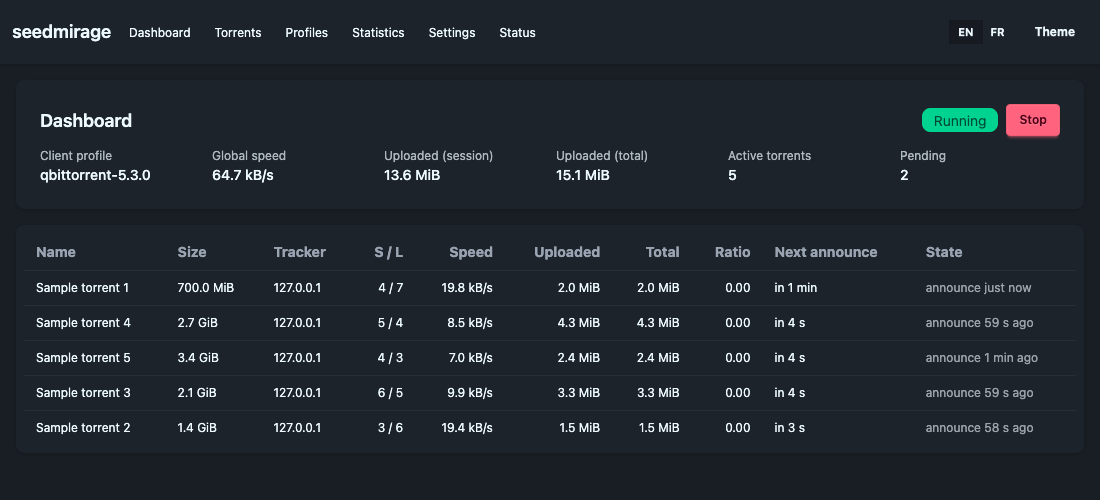 seedmirage Dashboard Torrents Profiles Statistics Settings Status EN FR Theme
Dashboard Running Stop
Client profile Global speed Uploaded (session) Uploaded (total) Active torrents Pending
qbittorrent-5.3.0 64.7 kB/s 13.6 MiB 15.1 MiB 5 2
Name Size Tracker S / L Speed Uploaded Total Ratio Next announce State
Sample torrent 1 700.0 MiB 127.0.0.1 4 / 7 19.8 kB/s 2.0 MiB 2.0 MiB 0.00 in 1 min announce just now
Sample torrent 4 2.7 GiB 127.0.0.1 5 / 4 8.5 kB/s 4.3 MiB 4.3 MiB 0.00 in 4 s announce 59 s ago
Sample torrent 5 3.4 GiB 127.0.0.1 4 / 3 7.0 kB/s 2.4 MiB 2.4 MiB 0.00 in 4 s announce 1 min ago
Sample torrent 3 2.1 GiB 127.0.0.1 6 / 5 9.9 kB/s 3.3 MiB 3.3 MiB 0.00 in 4 s announce 59 s ago
Sample torrent 2 1.4 GiB 127.0.0.1 3 / 6 19.4 kB/s 1.5 MiB 1.5 MiB 0.00 in 3 s announce 58 s ago